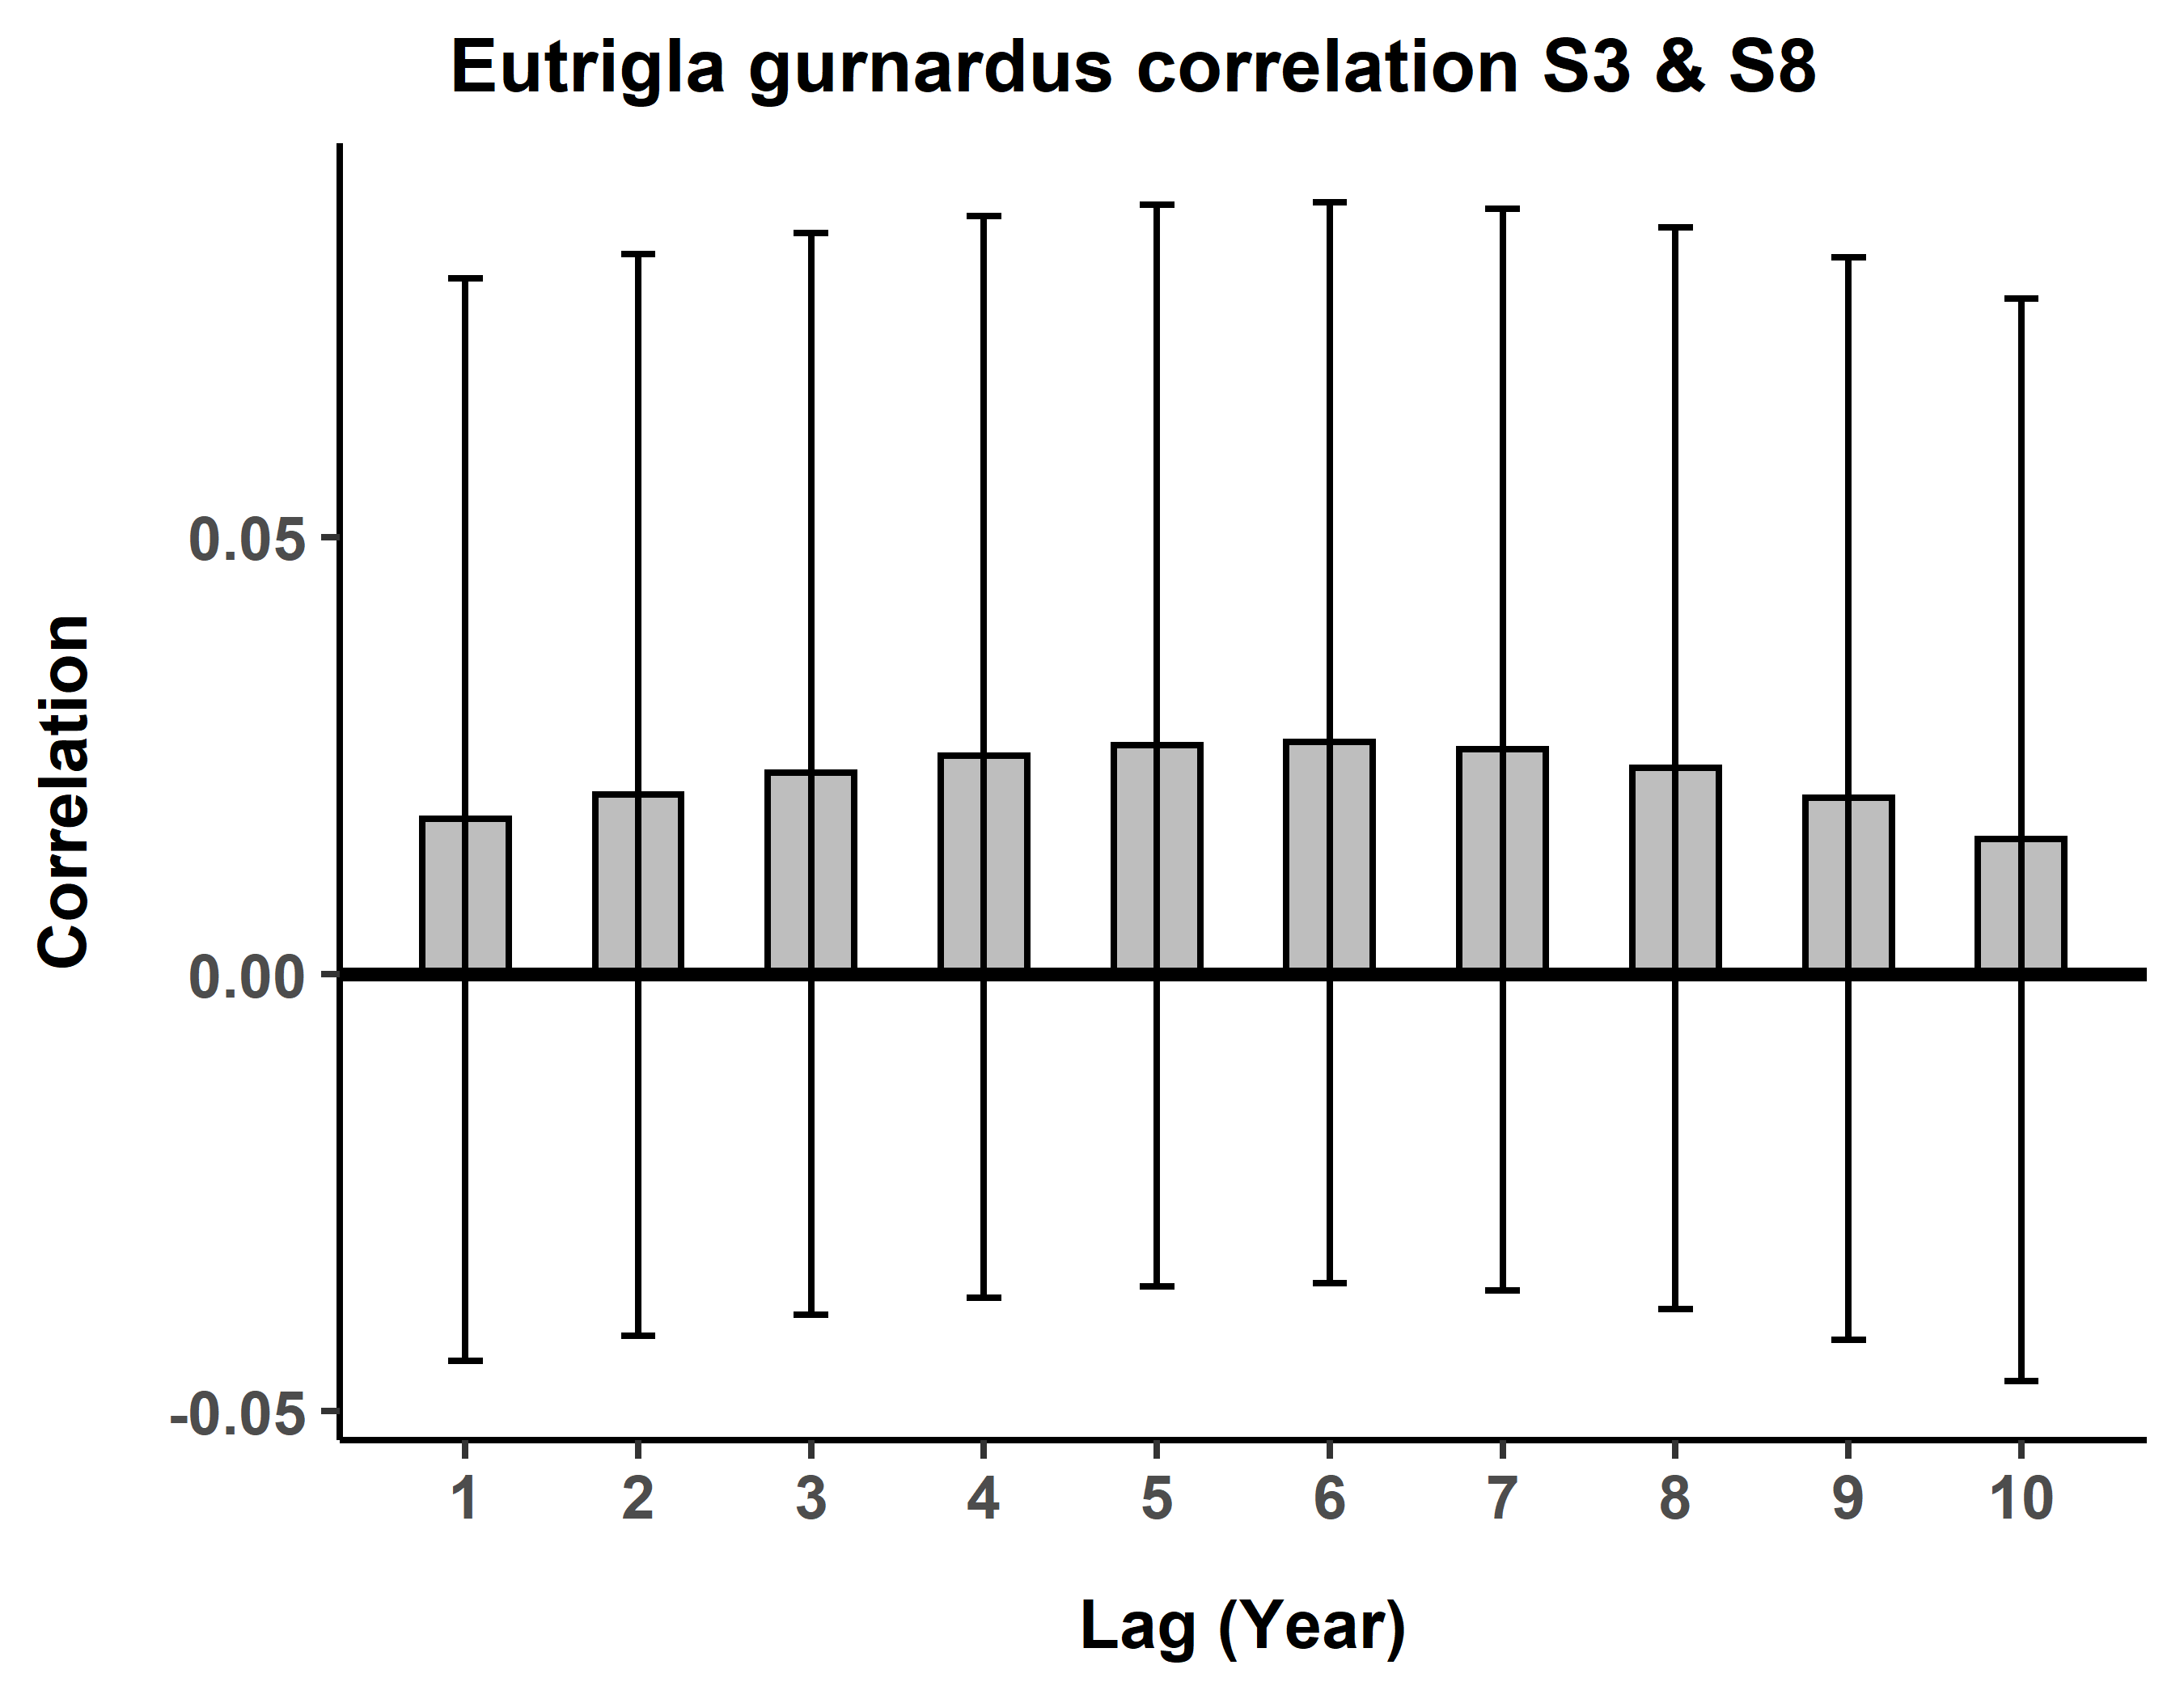 Eutrigla gurnardus correlation S3 & S8
Correlation
0.05
0.00
-0.05
1 2 3 4 5 6 7 8 9 10
Lag (Year)